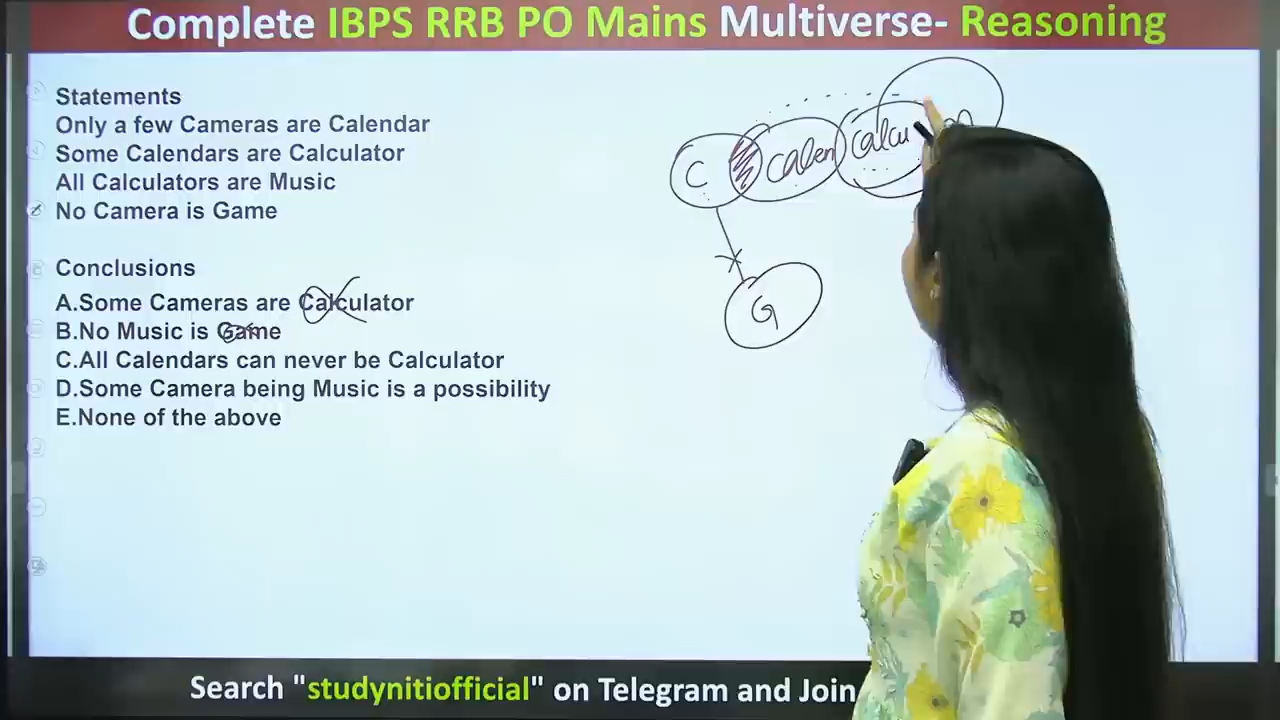 Complete IBPS RRB PO Mains Multiverse- Reasoning
Statements
Only a few Cameras are Calendar
Some Calendars are Calculator
All Calculators are Music
No Camera is Game
Conclusions
A.Some Cameras are Calculator
B.No Music is Game
C.All Calendars can never be Calculator
D.Some Camera being Music is a possibility
E.None of the above
C calen calcu
G
Search "studynitiofficial" on Telegram and Join